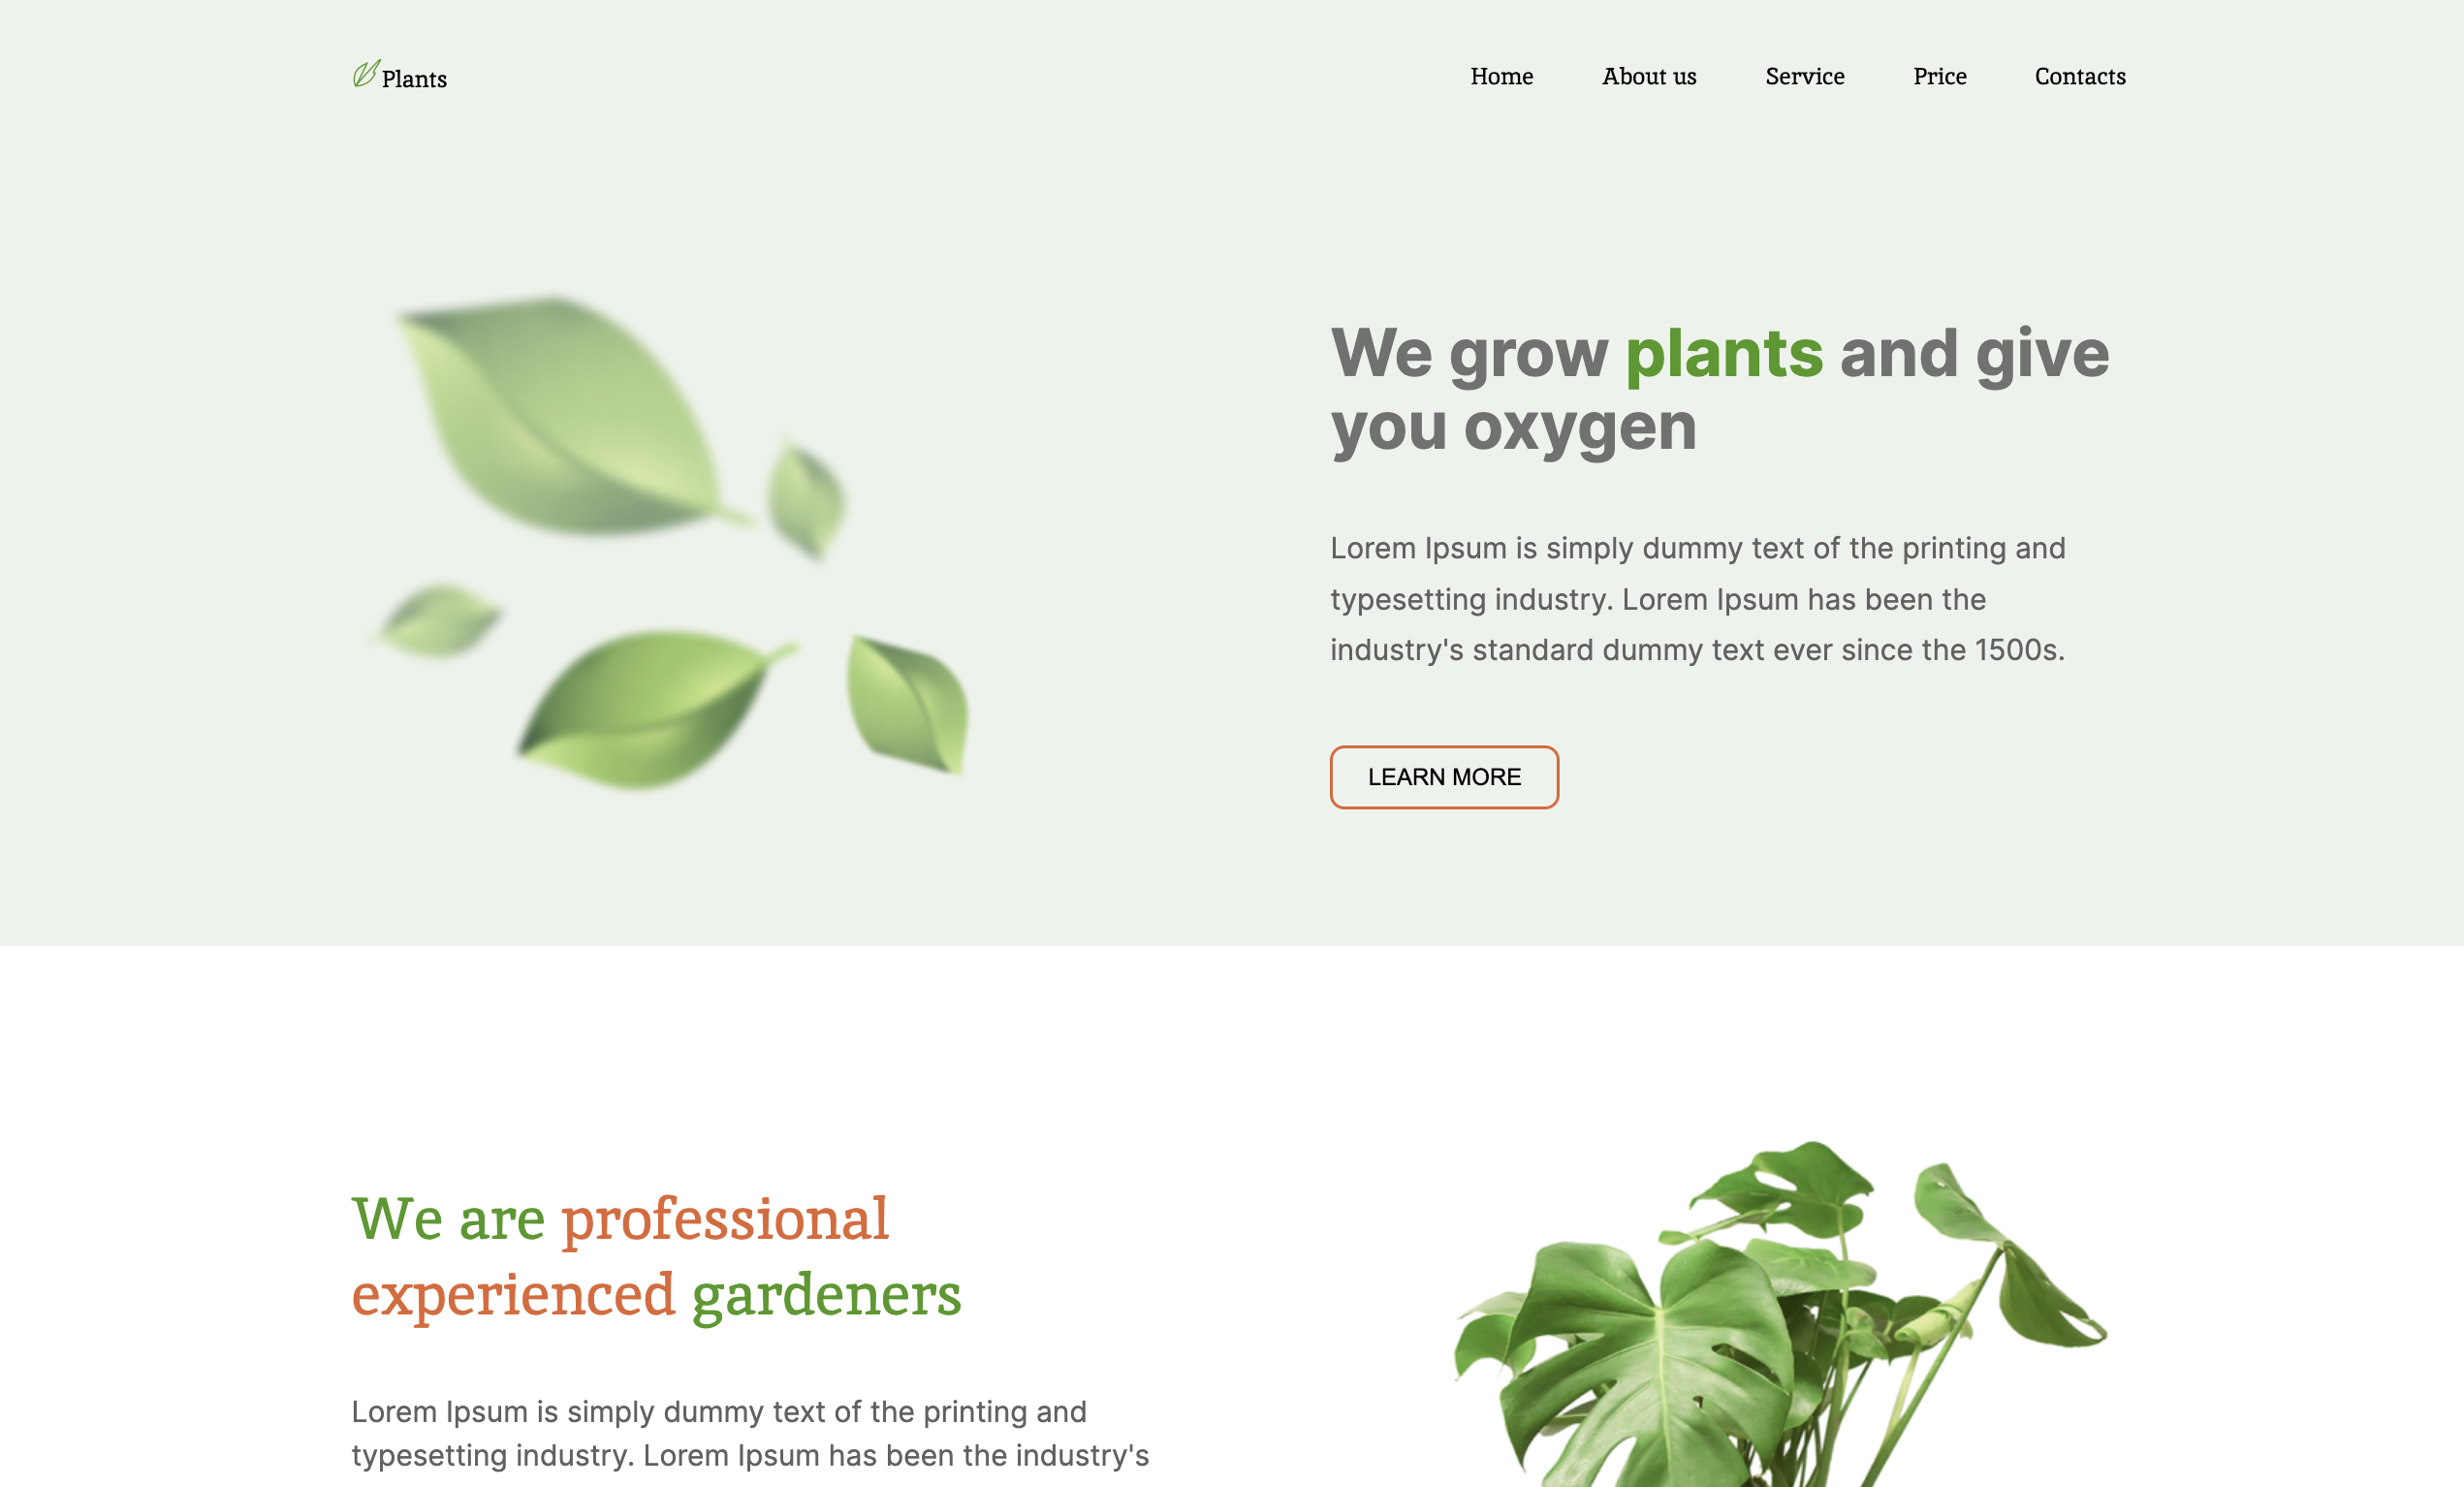 Plants
Home About us Service Price Contacts
We grow plants and give
you oxygen
Lorem Ipsum is simply dummy text of the printing and
typesetting industry. Lorem Ipsum has been the
industry's standard dummy text ever since the 1500s.
LEARN MORE
We are professional
experienced gardeners
Lorem Ipsum is simply dummy text of the printing and
typesetting industry. Lorem Ipsum has been the industry's